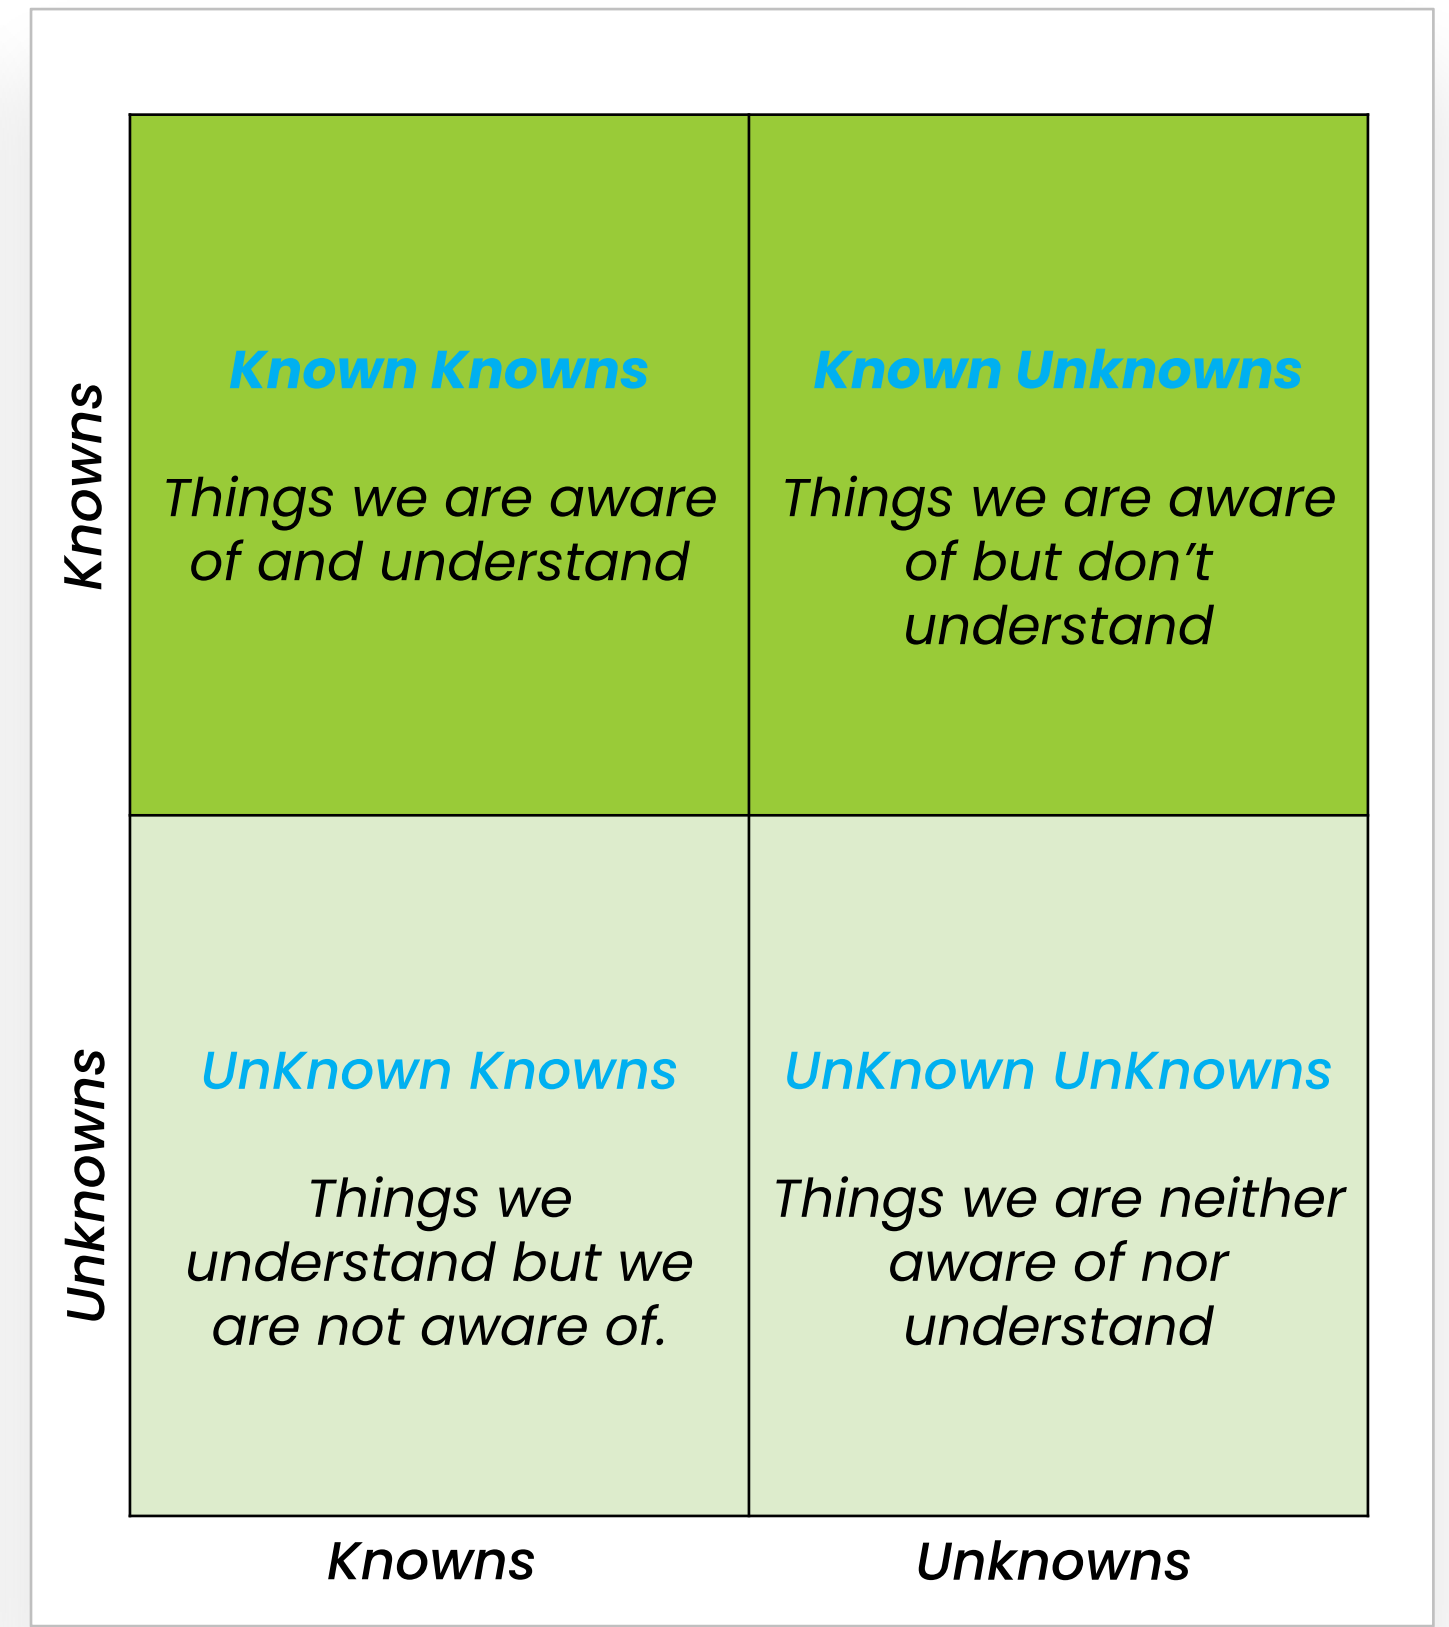 Knowns
Known Knowns
Things we are aware
of and understand
Known Unknowns
Things we are aware
of but don’t
understand
Unknowns
UnKnown Knowns
Things we
understand but we
are not aware of.
UnKnown UnKnowns
Things we are neither
aware of nor
understand
Knowns
Unknowns